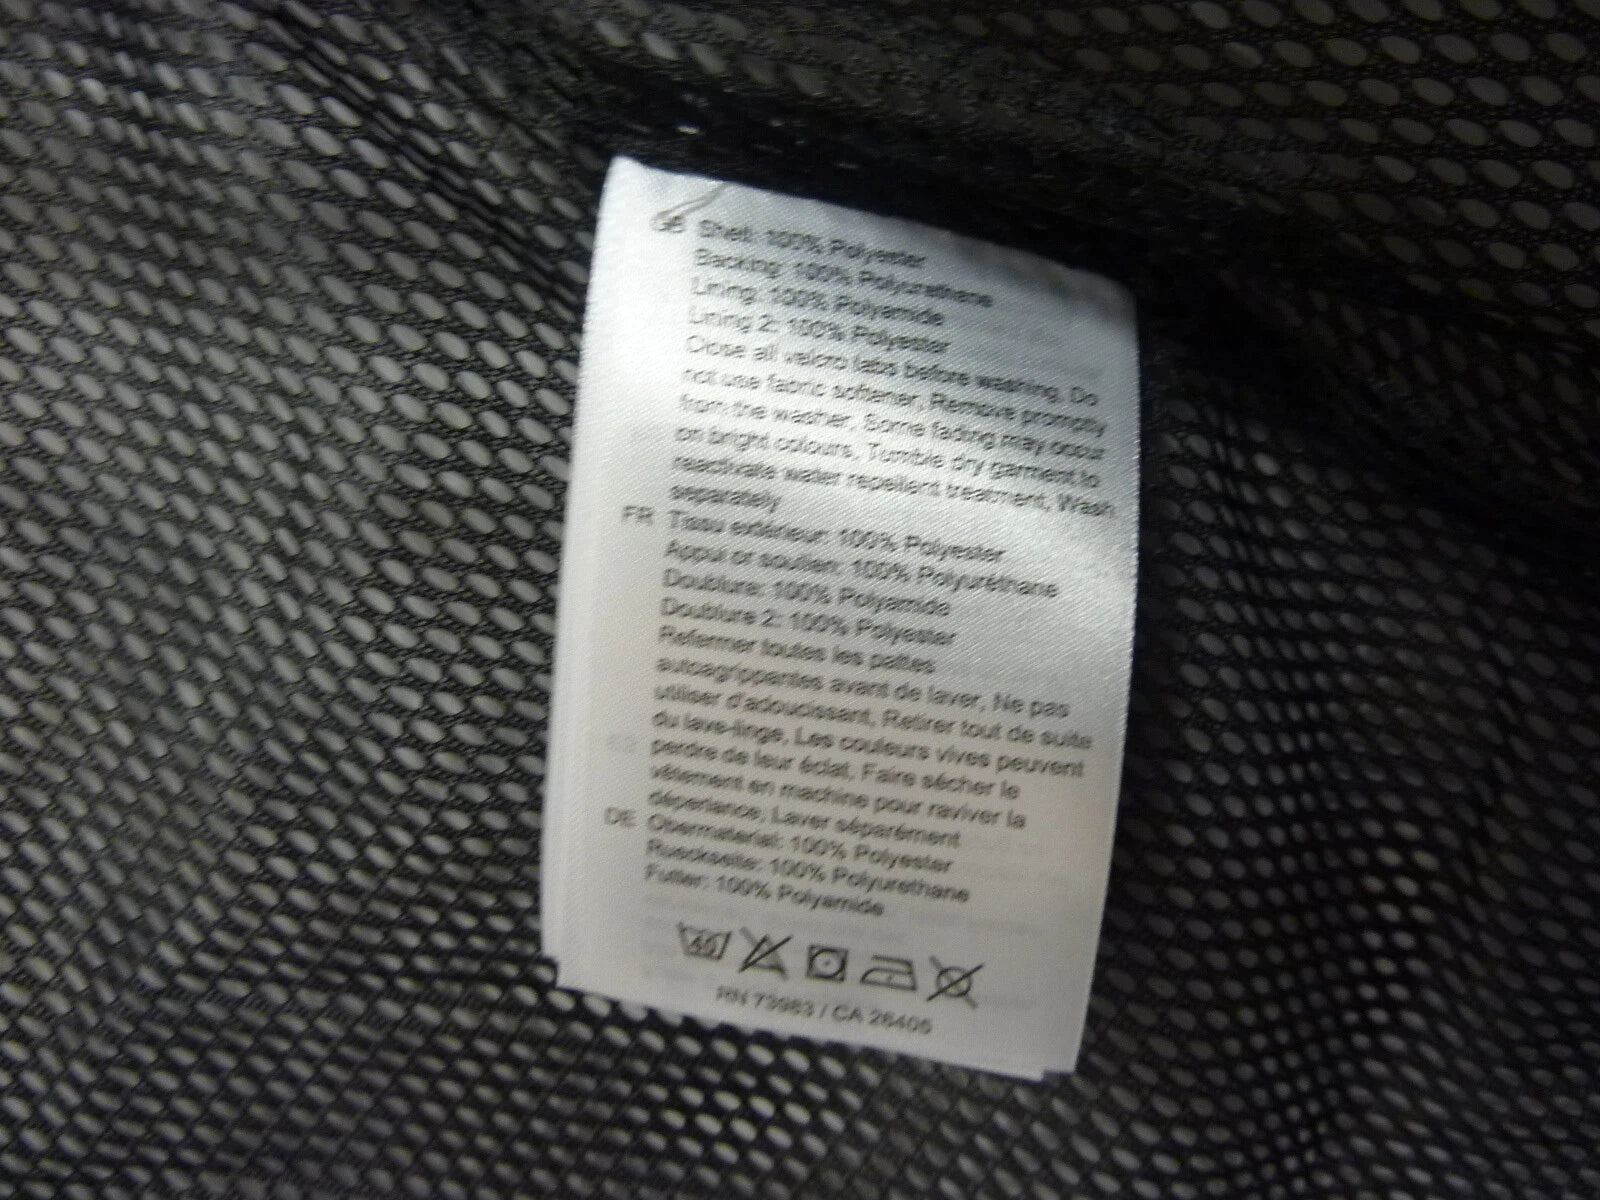 GB Shell: 100% Polyester
Backing: 100% Polyurethane
Lining: 100% Polyamide
Lining 2: 100% Polyester
Close all velcro tabs before washing, Do
not use fabric softener, Remove promptly
from the washer, Some fading may occur
on bright colours, Tumble dry garment to
reactivate water repellent treatment, Wash
separately
FR Tissu extérieur: 100% Polyester
Appui or soutien: 100% Polyuréthane
Doublure: 100% Polyamide
Doublure 2: 100% Polyester
Refermer toutes les pattes
autoagrippantes avant de laver, Ne pas
utiliser d'adoucissant, Retirer tout de suite
du lave-linge, Les couleurs vives peuvent
perdre de leur éclat, Faire sécher le
vêtement en machine pour raviver la
déperlance, Laver séparément
DE Obermaterial: 100% Polyester
Rueckseite: 100% Polyurethane
Futter: 100% Polyamide
40
RN 73983 / CA 26405